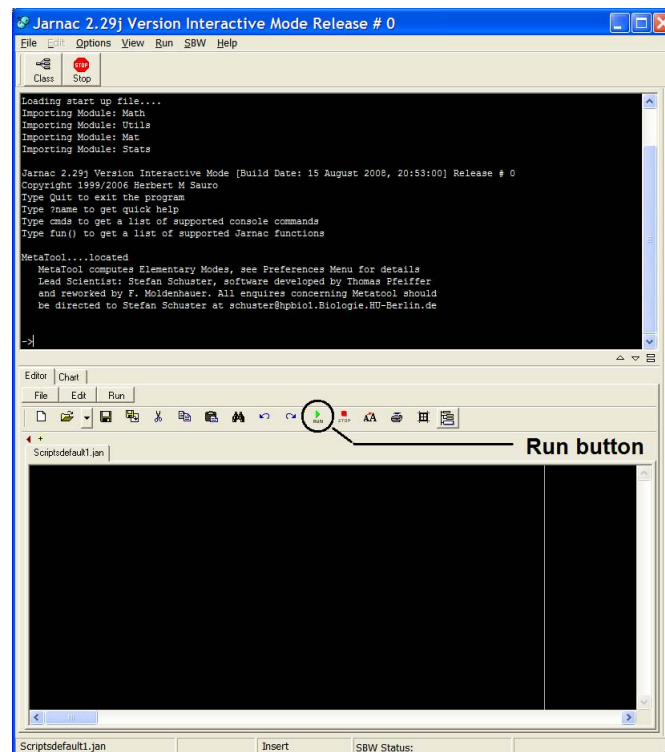 Jarnac 2.29j Version Interactive Mode Release # 0
File Edit Options View Run SBW Help
STOP
Class Stop
Loading start up file....
Importing Module: Math
Importing Module: Utils
Importing Module: Mat
Importing Module: Stats
Jarnac 2.29j Version Interactive Mode [Build Date: 15 August 2008, 20:53:00] Release # 0
Copyright 1999/2006 Herbert M Sauro
Type Quit to exit the program
Type ?name to get quick help
Type cmds to get a list of supported console commands
Type fun() to get a list of supported Jarnac functions
MetaTool....located
MetaTool computes Elementary Modes, see Preferences Menu for details
Lead Scientist: Stefan Schuster, software developed by Thomas Pfeiffer
and reworked by F. Moldenhauer. All enquires concerning Metatool should
be directed to Stefan Schuster at schuster@hpbiol.Biologie.HU-Berlin.de
->
Editor Chart
File Edit Run
RUN STOP AA
Run button
Scriptsdefault1.jan
Scriptsdefault1.jan Insert SBW Status: